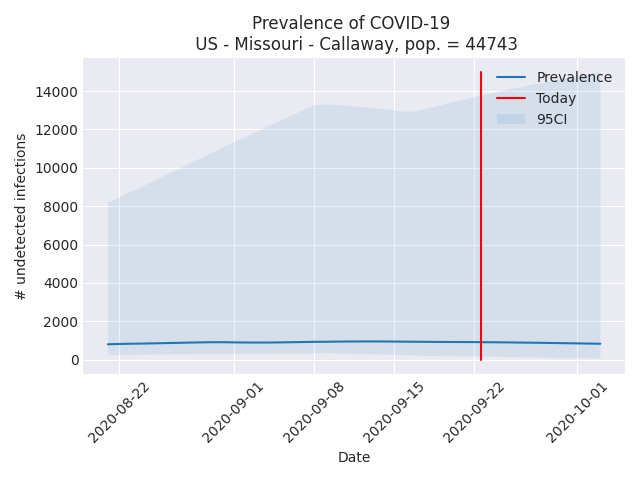 Prevalence of COVID-19
US - Missouri - Callaway, pop. = 44743
Prevalence
Today
95CI
14000
12000
10000
8000
6000
4000
2000
0
# undetected infections
2020-08-22
2020-09-01
2020-09-08
2020-09-15
2020-09-22
2020-10-01
Date